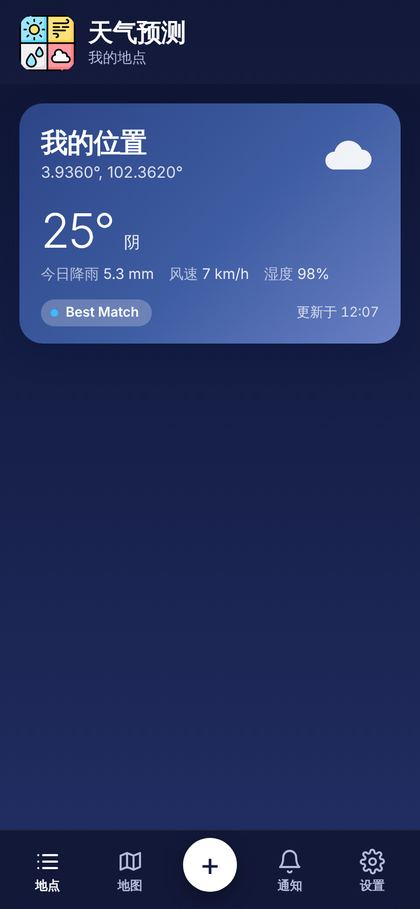 天气预测
我的地点
我的位置
3.9360°, 102.3620°
25° 阴
今日降雨 5.3 mm 风速 7 km/h 湿度 98%
Best Match 更新于 12:07
地点 地图 + 通知 设置